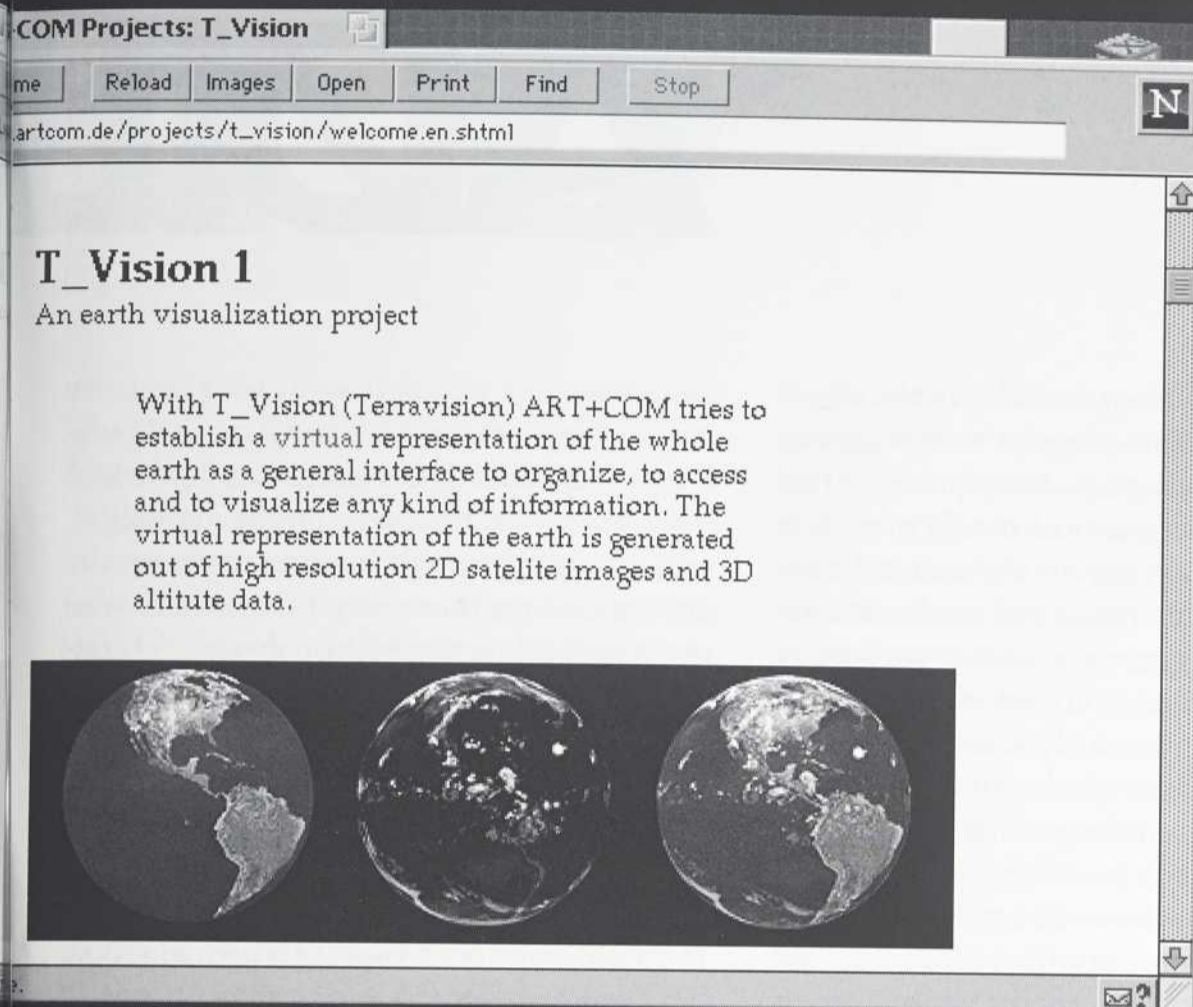 -COM Projects: T_Vision
me Reload Images Open Print Find Stop
N
.artcom.de/projects/t_vision/welcome.en.shtml
T_Vision 1
An earth visualization project
With T_Vision (Terravision) ART+COM tries to
establish a virtual representation of the whole
earth as a general interface to organize, to access
and to visualize any kind of information. The
virtual representation of the earth is generated
out of high resolution 2D satelite images and 3D
altitute data.
e.
?